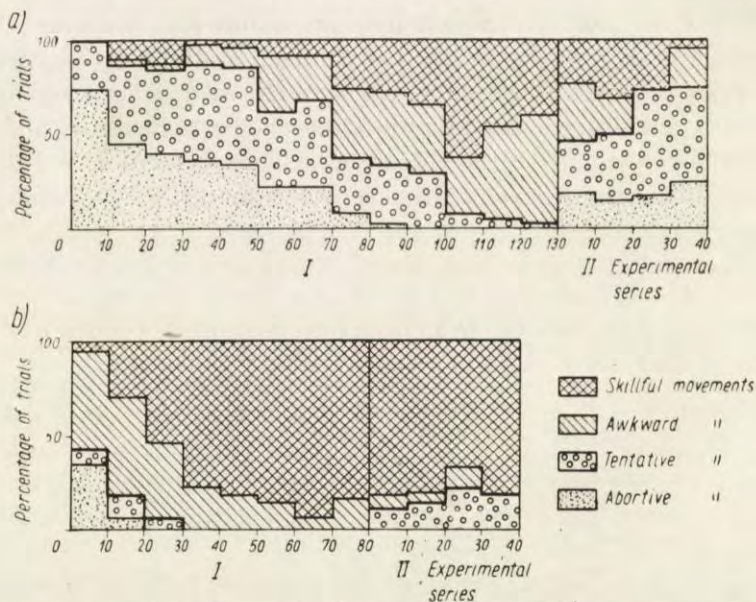 a)
100
50
Percentage of trials
0 10 20 30 40 50 60 70 80 90 100 110 120 130 10 20 30 40
I II Experimental series
b)
100
50
Percentage of trials
0 10 20 30 40 50 60 70 80 10 20 30 40
I II Experimental series
Skillful movements
Awkward "
Tentative "
Abortive "